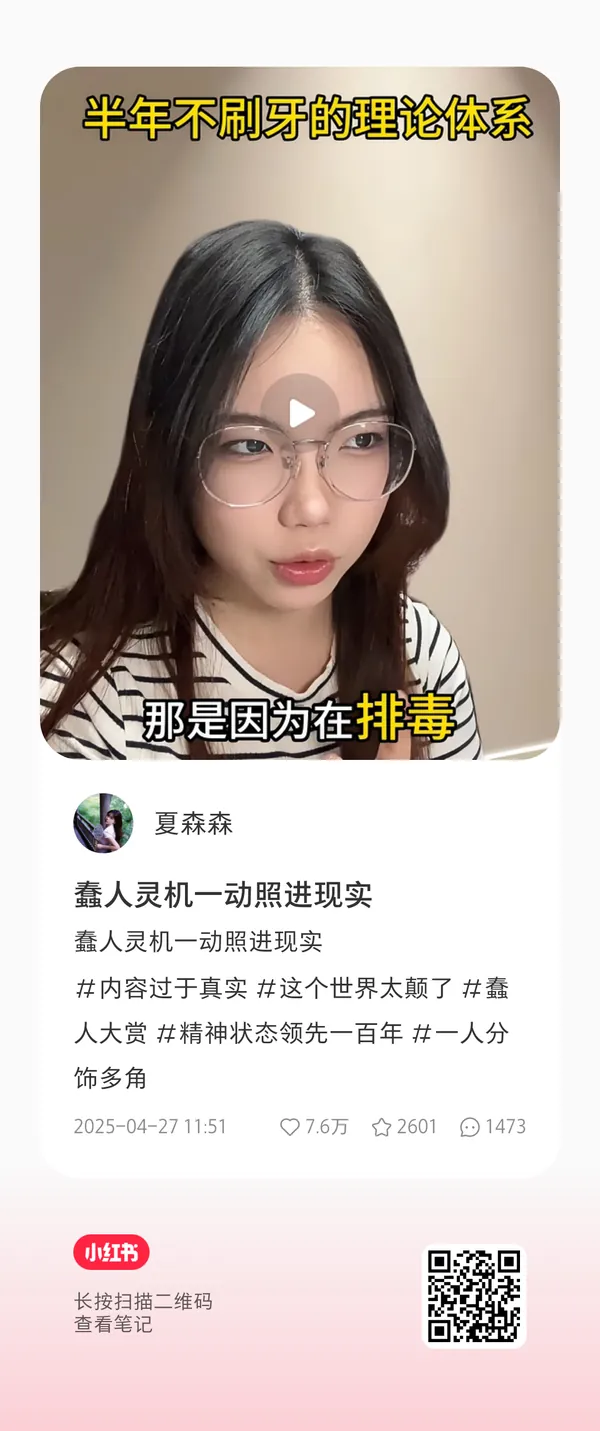 半年不刷牙的理论体系
那是因为在排毒
夏森森
蠢人灵机一动照进现实
蠢人灵机一动照进现实
#内容过于真实 #这个世界太颠了 #蠢
人大赏 #精神状态领先一百年 #一人分
饰多角
2025-04-27 11:51 7.6万 2601 1473
小红书
长按扫描二维码
查看笔记